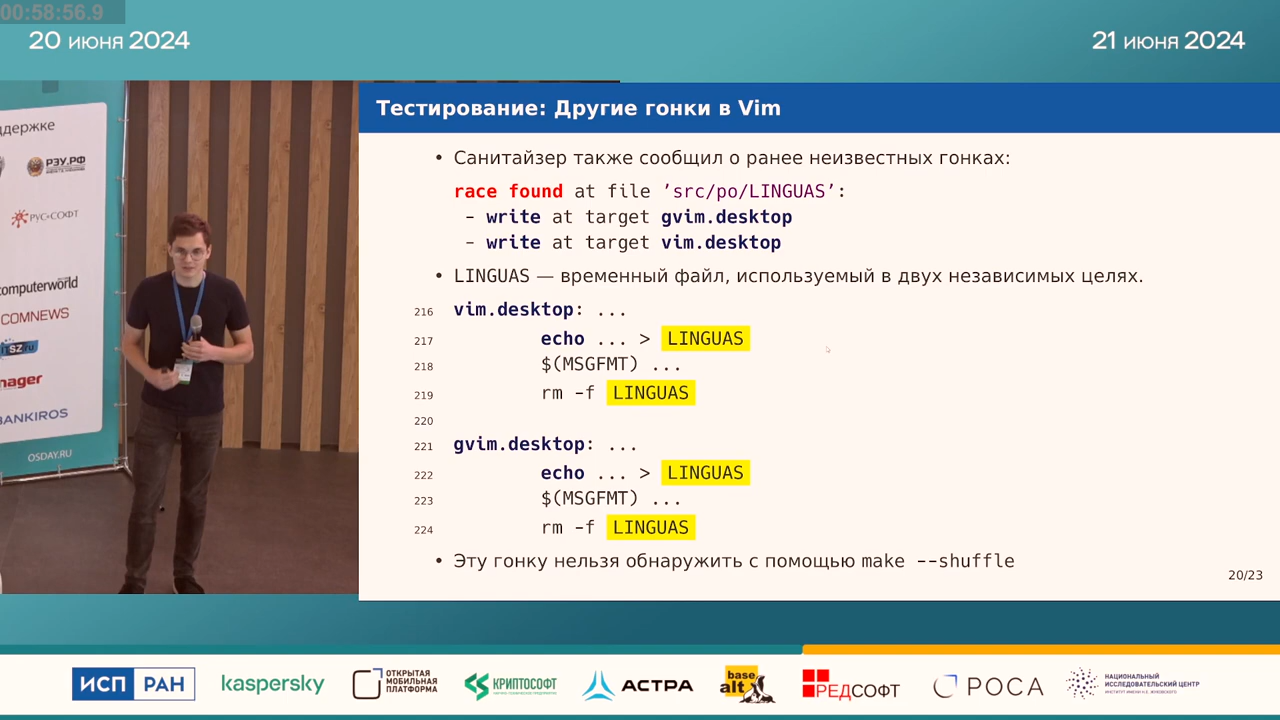 00:58:56.9
20 июня 2024
21 июня 2024
ддержке
РЭУ.РФ
РУССОФТ
computerworld
COMNEWS
itsz.ru
nager
BANKIROS
OSDAY.RU
Тестирование: Другие гонки в Vim
• Санитайзер также сообщил о ранее неизвестных гонках:
race found at file ’src/po/LINGUAS’:
– write at target gvim.desktop
– write at target vim.desktop
• LINGUAS — временный файл, используемый в двух независимых целях.
216 vim.desktop: ...
217 echo ... > LINGUAS
218 $(MSGFMT) ...
219 rm -f LINGUAS
220
221 gvim.desktop: ...
222 echo ... > LINGUAS
223 $(MSGFMT) ...
224 rm -f LINGUAS
• Эту гонку нельзя обнаружить с помощью make --shuffle
20/23
ИСП РАН
kaspersky
ОТКРЫТАЯ
МОБИЛЬНАЯ
ПЛАТФОРМА
КРИПТОСОФТ
АСТРА
base
alt
РЕДСОФТ
РОСА
НАЦИОНАЛЬНЫЙ
ИССЛЕДОВАТЕЛЬСКИЙ ЦЕНТР